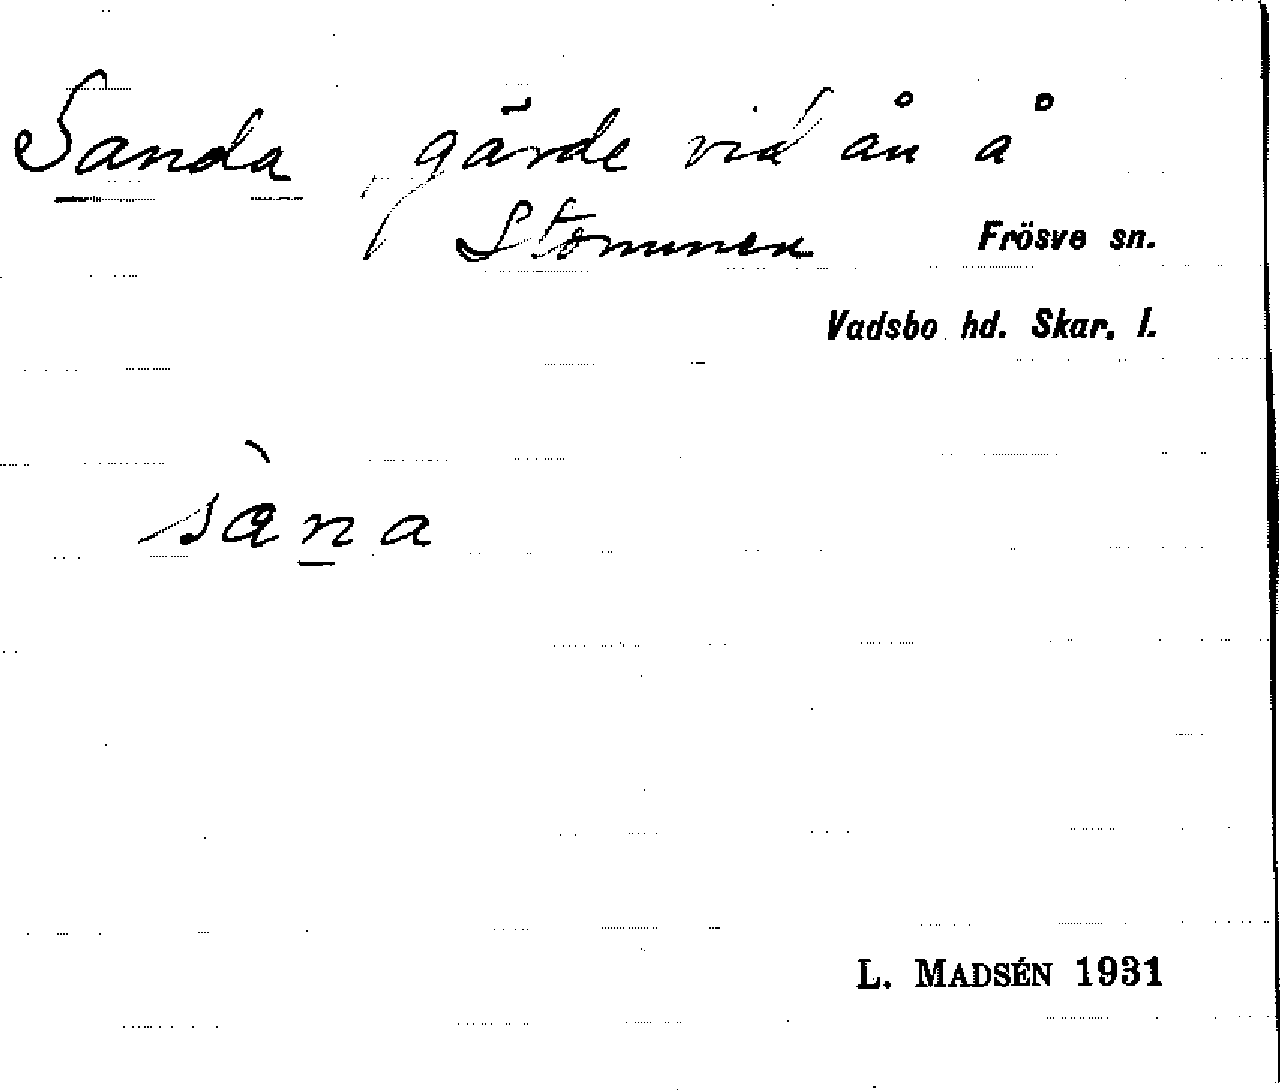 Sanda, gärde vid ån å
Stommen Frösve sn.
Vadsbo hd. Skar. l.
sàna
L. MADSÉN 1931